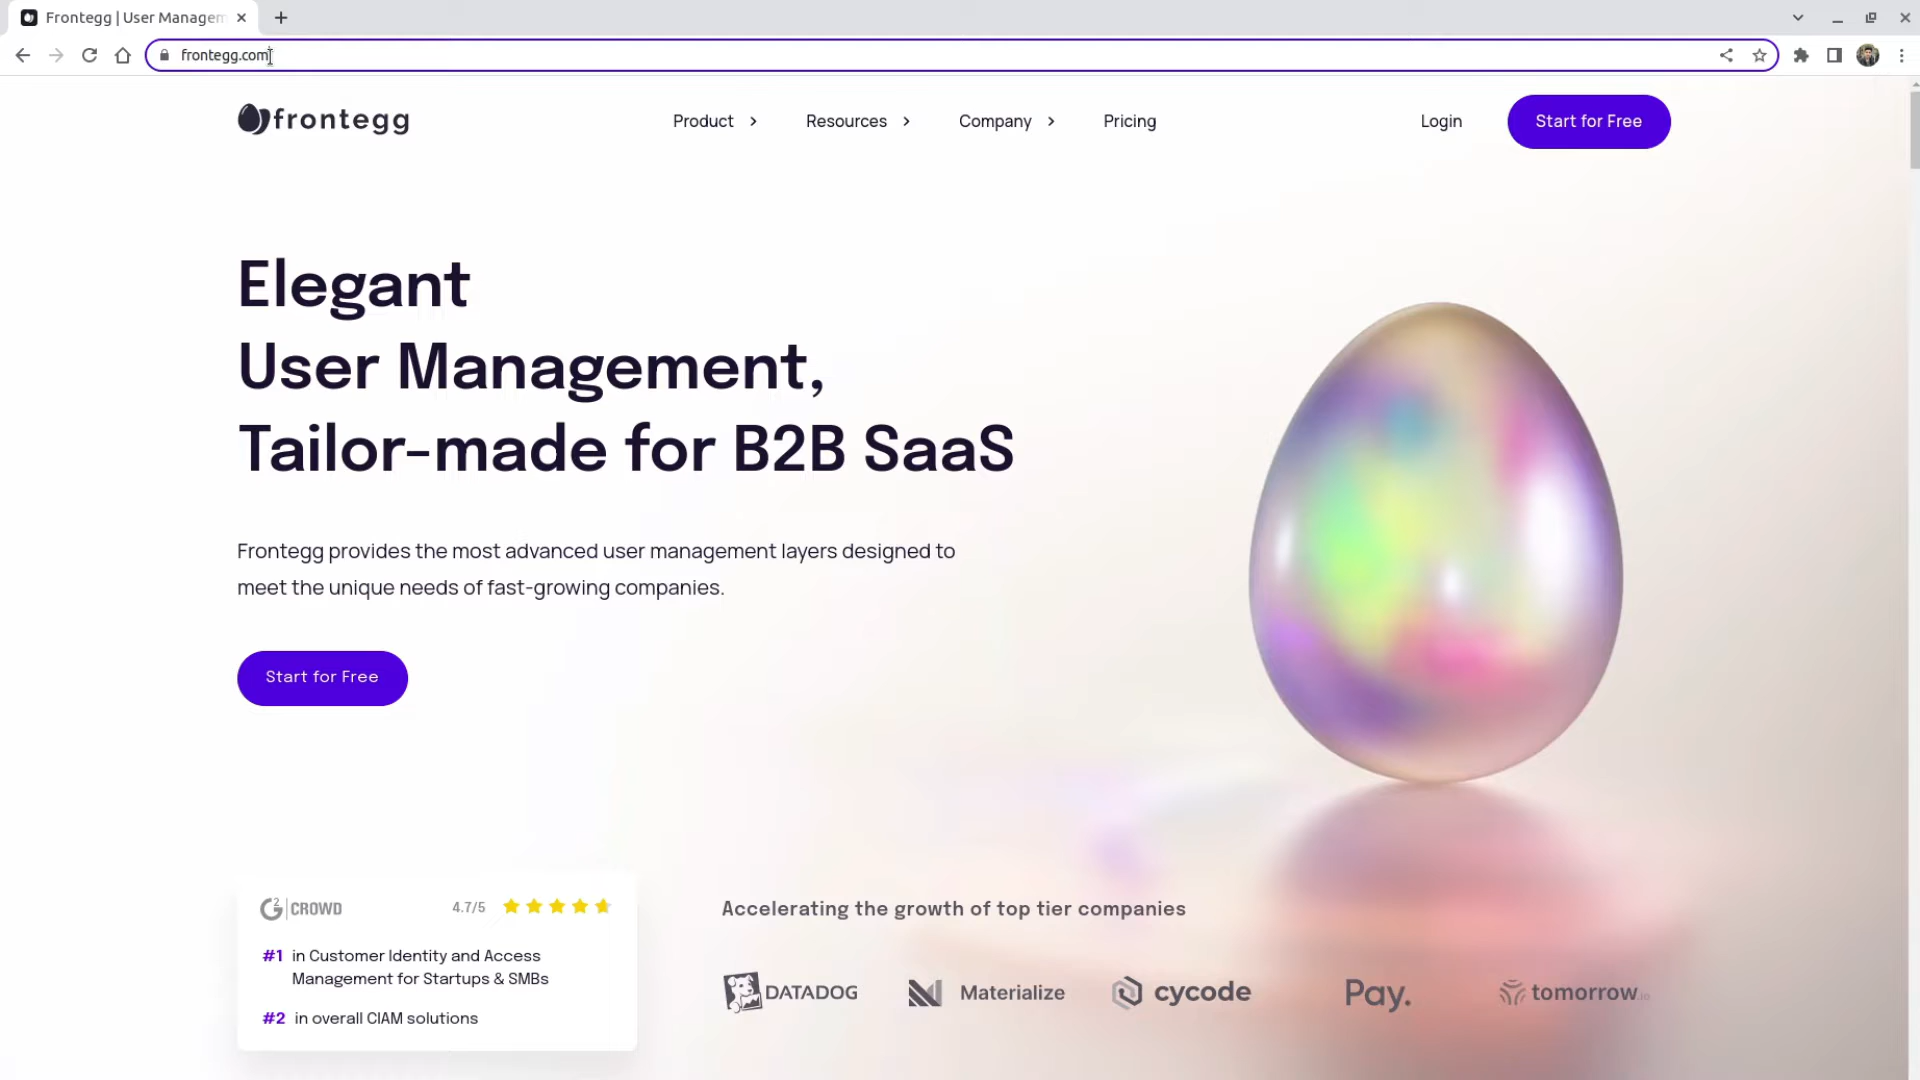 Frontegg | User Managem
frontegg.com
frontegg
Product
Resources
Company
Pricing
Login
Start for Free
Elegant
User Management,
Tailor-made for B2B SaaS
Frontegg provides the most advanced user management layers designed to
meet the unique needs of fast-growing companies.
Start for Free
G2 CROWD
4.7/5
#1 in Customer Identity and Access
Management for Startups & SMBs
#2 in overall CIAM solutions
Accelerating the growth of top tier companies
DATADOG
Materialize
cycode
Pay.
tomorrow.io